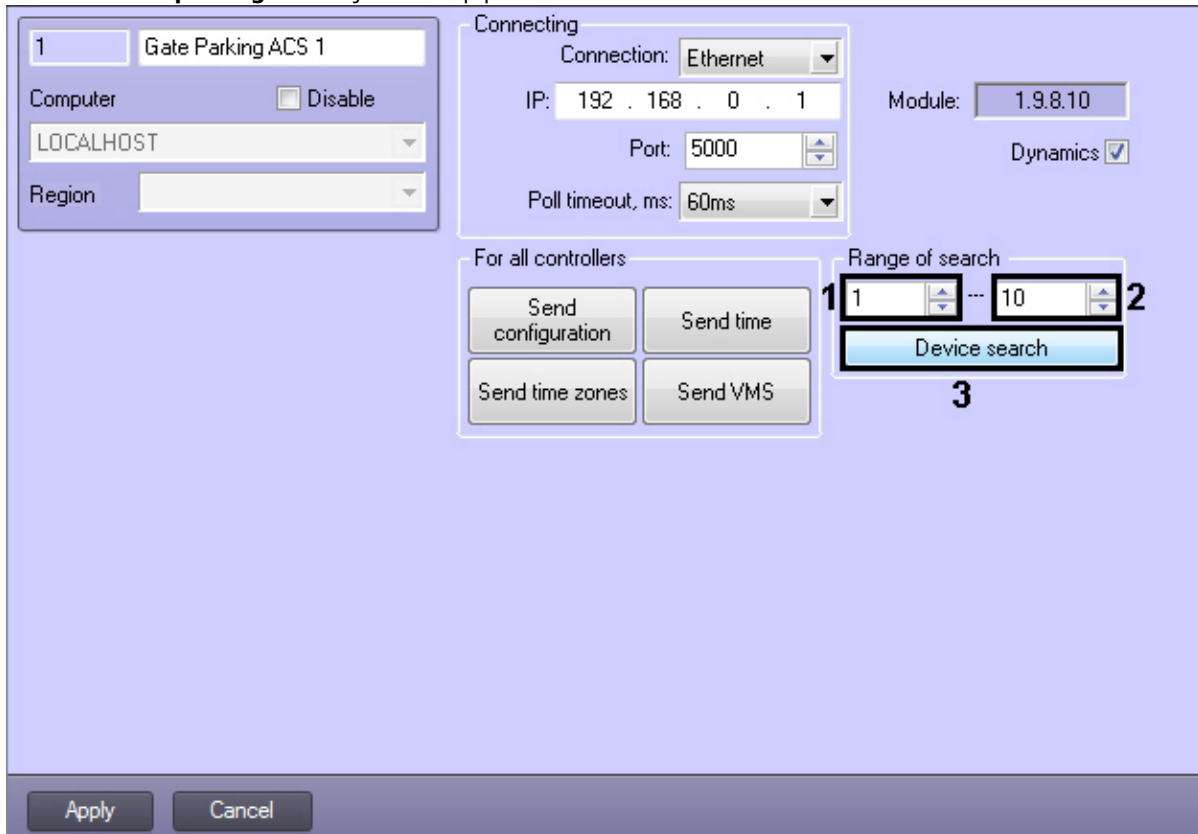 1 Gate Parking ACS 1
Computer Disable
LOCALHOST
Region
Connecting
Connection: Ethernet
IP: 192 . 168 . 0 . 1
Port: 5000
Poll timeout, ms: 60ms
Module: 1.9.8.10
Dynamics
For all controllers
Send configuration
Send time
Send time zones
Send VMS
Range of search
1 1 --- 10 2
Device search
3
Apply Cancel